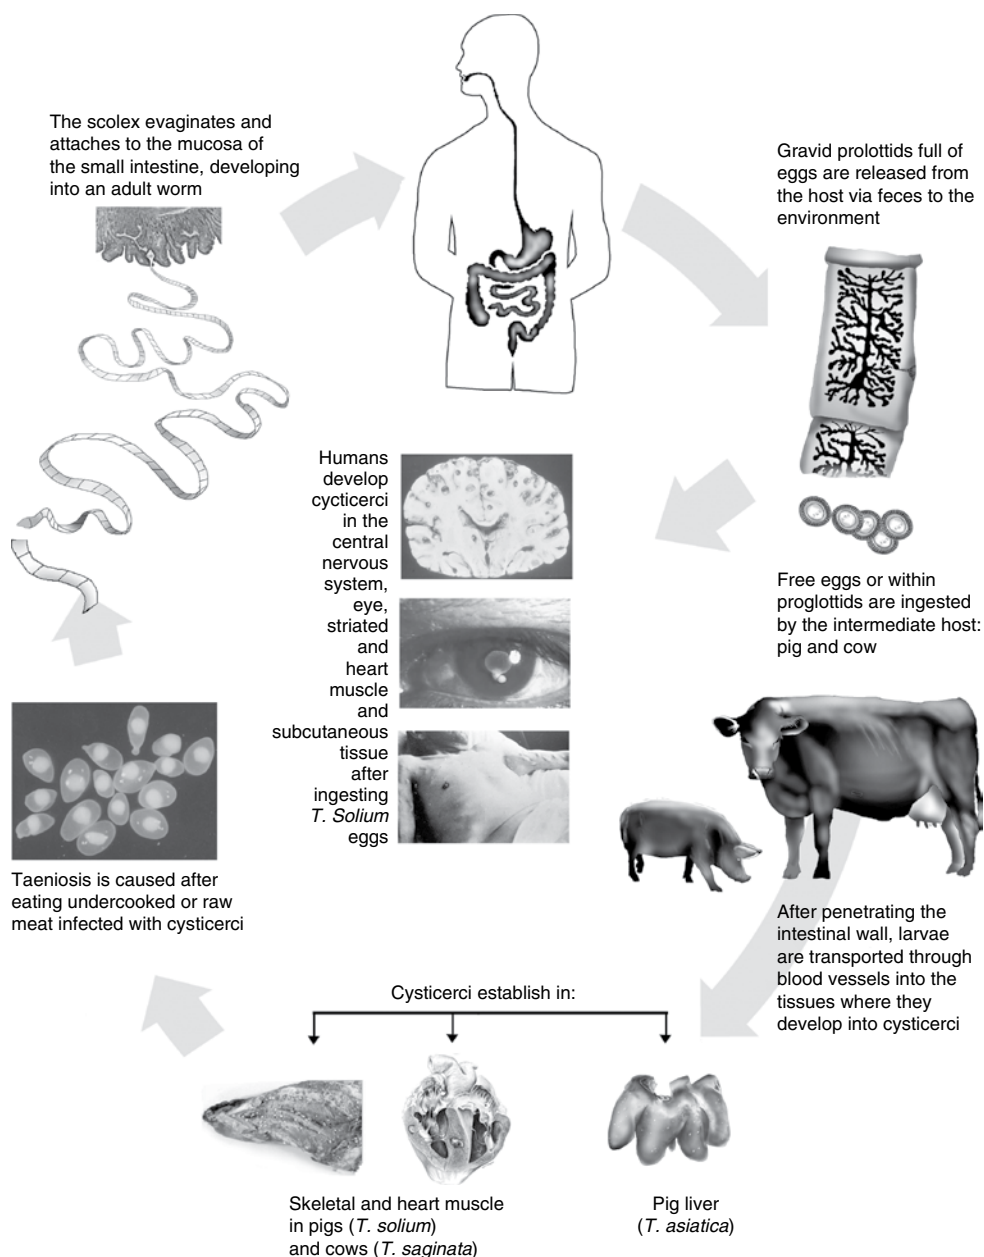 The scolex evaginates and
attaches to the mucosa of
the small intestine, developing
into an adult worm
Gravid prolottids full of
eggs are released from
the host via feces to the
environment
Humans
develop
cycticerci
in the
central
nervous
system,
eye,
striated
and
heart
muscle
and
subcutaneous
tissue
after
ingesting
T. Solium
eggs
Free eggs or within
proglottids are ingested
by the intermediate host:
pig and cow
After penetrating the
intestinal wall, larvae
are transported through
blood vessels into the
tissues where they
develop into cysticerci
Cysticerci establish in:
Skeletal and heart muscle
in pigs (T. solium)
and cows (T. saginata)
Pig liver
(T. asiatica)
Taeniosis is caused after
eating undercooked or raw
meat infected with cysticerci